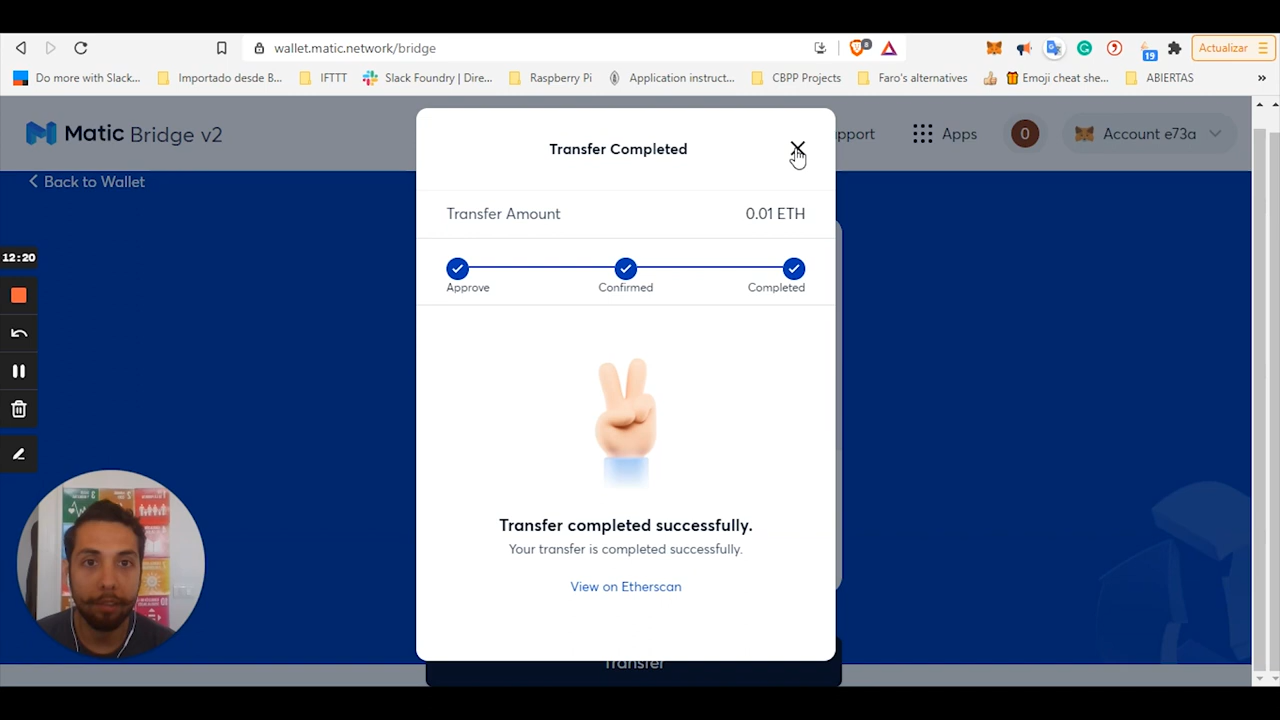 wallet.matic.network/bridge
8
19
Actualizar
Do more with Slack...
Importado desde B...
IFTTT
Slack Foundry | Dire...
Raspberry Pi
Application instruct...
CBPP Projects
Faro's alternatives
Emoji cheat she...
ABIERTAS
»
Matic Bridge v2
pport
Apps
0
Account e73a
Back to Wallet
Transfer Completed
Transfer Amount
0.01 ETH
12:20
Approve
Confirmed
Completed
Transfer completed successfully.
Your transfer is completed successfully.
View on Etherscan
Transfer